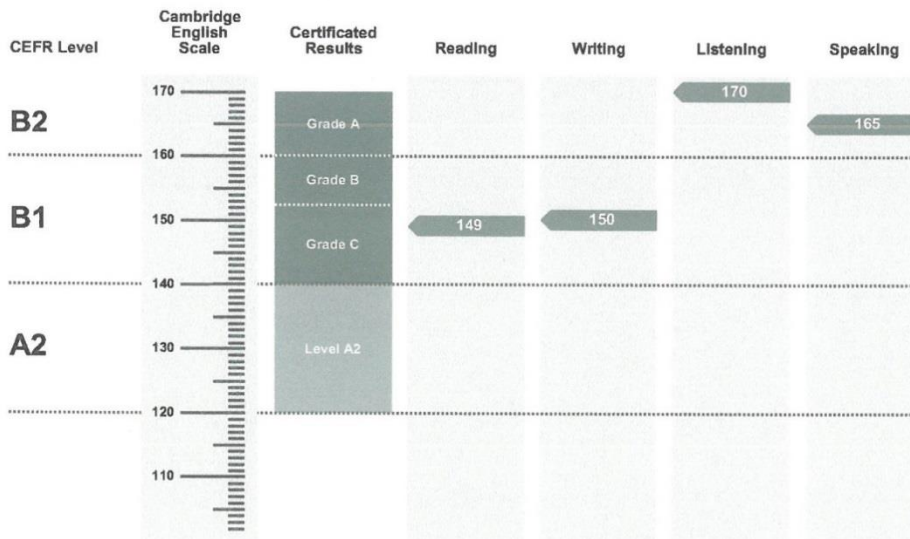 CEFR Level
Cambridge
English
Scale
Certificated
Results
Reading
Writing
Listening
Speaking
170
170
B2
Grade A
165
160
Grade B
B1
150
149
150
Grade C
140
A2
130
Level A2
120
110